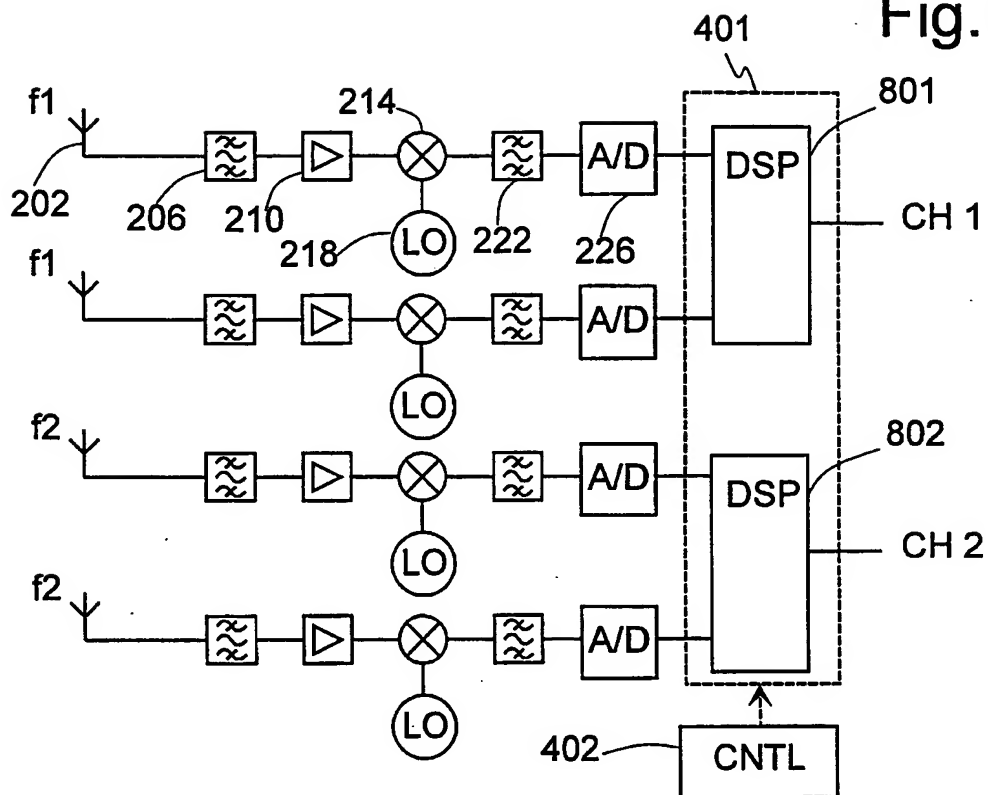 Fig.
401
f1
214
801
A/D
DSP
202
206
210
218
LO
222
226
CH 1
f1
A/D
LO
f2
802
A/D
DSP
LO
CH 2
f2
A/D
LO
402
CNTL